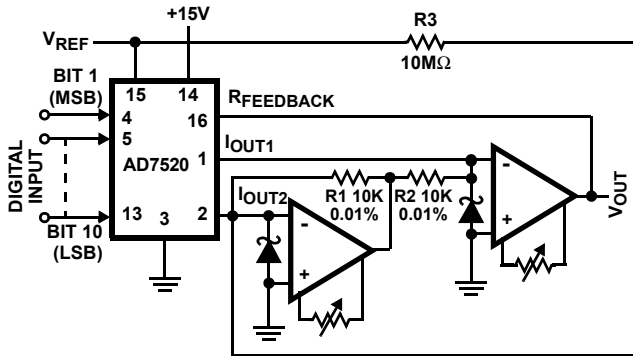 +15V
R3
VREF
10MΩ
BIT 1
(MSB)
15
14
RFEEDBACK
4
16
5
IOUT1
1
AD7520
DIGITAL
INPUT
IOUT2
R1 10K
R2 10K
0.01%
0.01%
13
3
2
BIT 10
(LSB)
-
+
-
+
VOUT